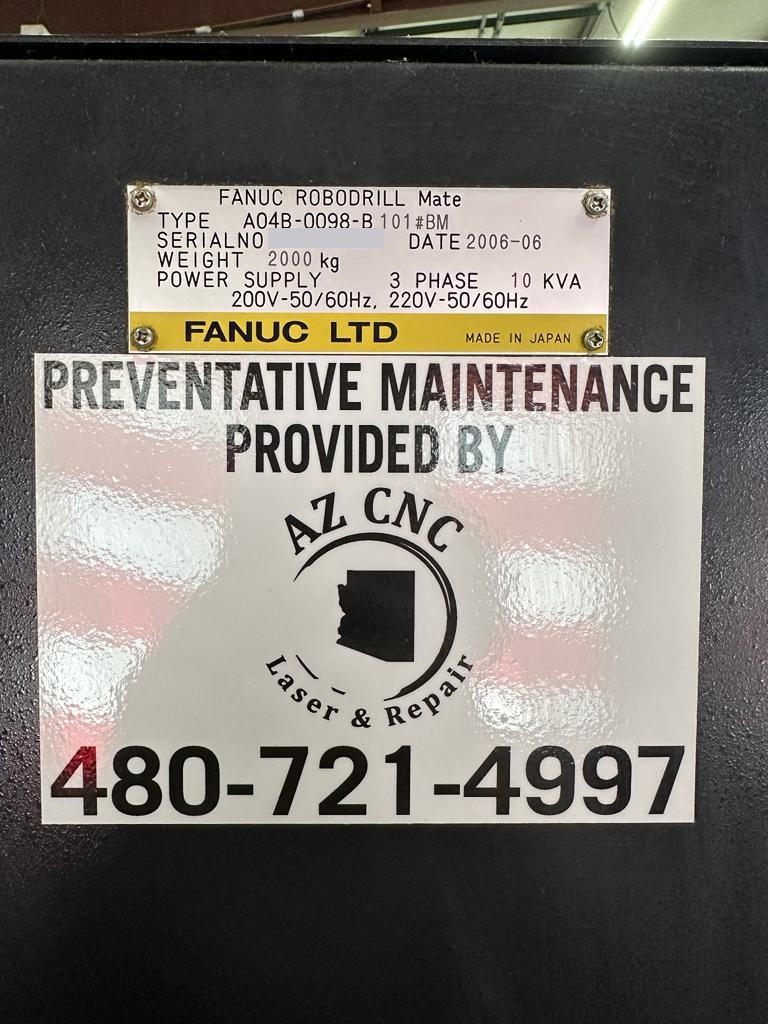 FANUC ROBODRILL Mate
TYPE A04B-0098-B 101#BM
SERIALNO DATE 2006-06
WEIGHT 2000 kg
POWER SUPPLY 3 PHASE 10 KVA
200V-50/60Hz, 220V-50/60Hz
FANUC LTD MADE IN JAPAN
PREVENTATIVE MAINTENANCE
PROVIDED BY
AZ CNC
Laser & Repair
480-721-4997